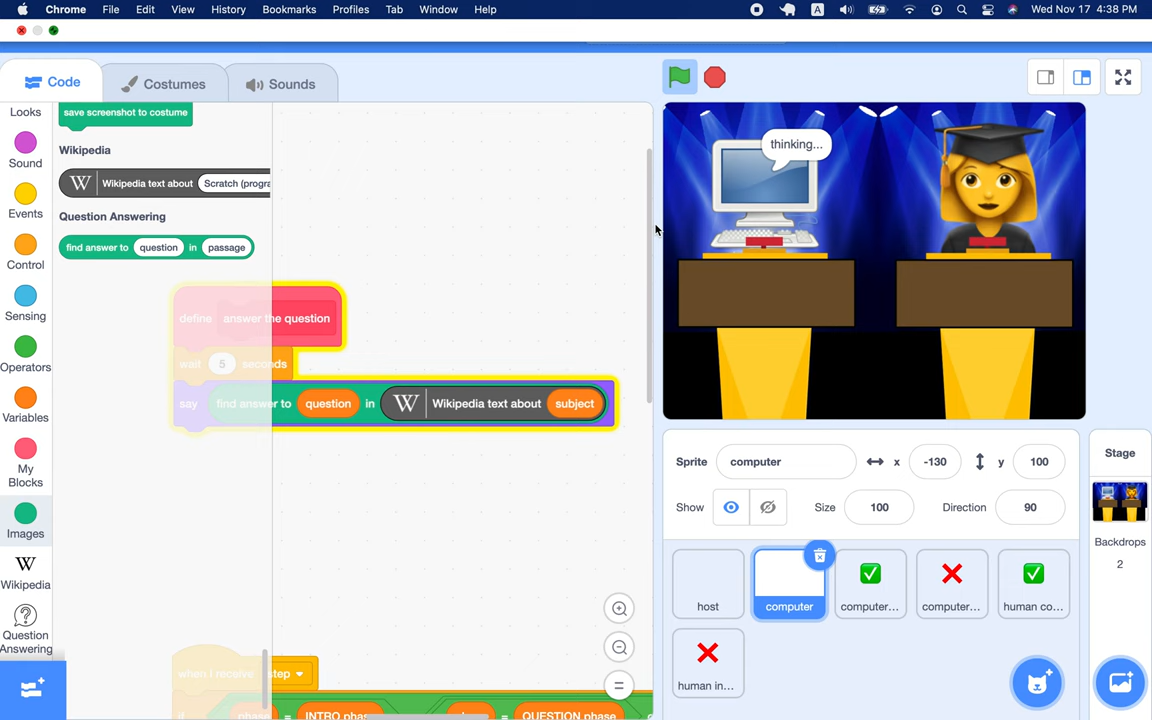 Chrome File Edit View History Bookmarks Profiles Tab Window Help A Wed Nov 17 4:38 PM
Code Costumes Sounds
Looks
Sound
Events
Control
Sensing
Operators
Variables
My
Blocks
Images
Wikipedia
Question
Answering
save screenshot to costume
Wikipedia
W Wikipedia text about Scratch (progra
Question Answering
find answer to question in passage
define answer the question
wait 5 seconds
say find answer to question in W Wikipedia text about subject
when I receive step
if phase = INTRO phas = QUESTION phase
thinking...
Sprite computer x -130 y 100
Show Size 100 Direction 90
host computer computer... computer... human co...
human in...
Stage
Backdrops
2